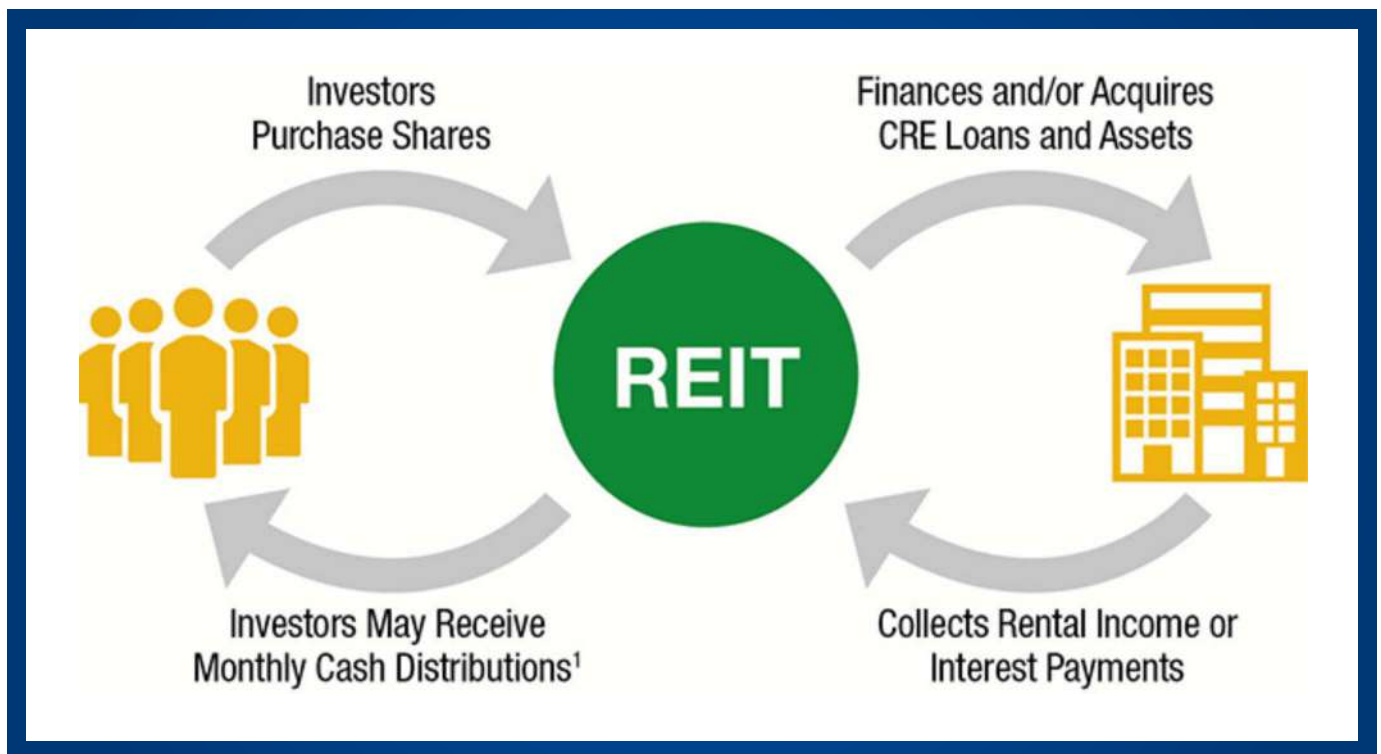 Investors
Purchase Shares
Finances and/or Acquires
CRE Loans and Assets
REIT
Investors May Receive
Monthly Cash Distributions¹
Collects Rental Income or
Interest Payments